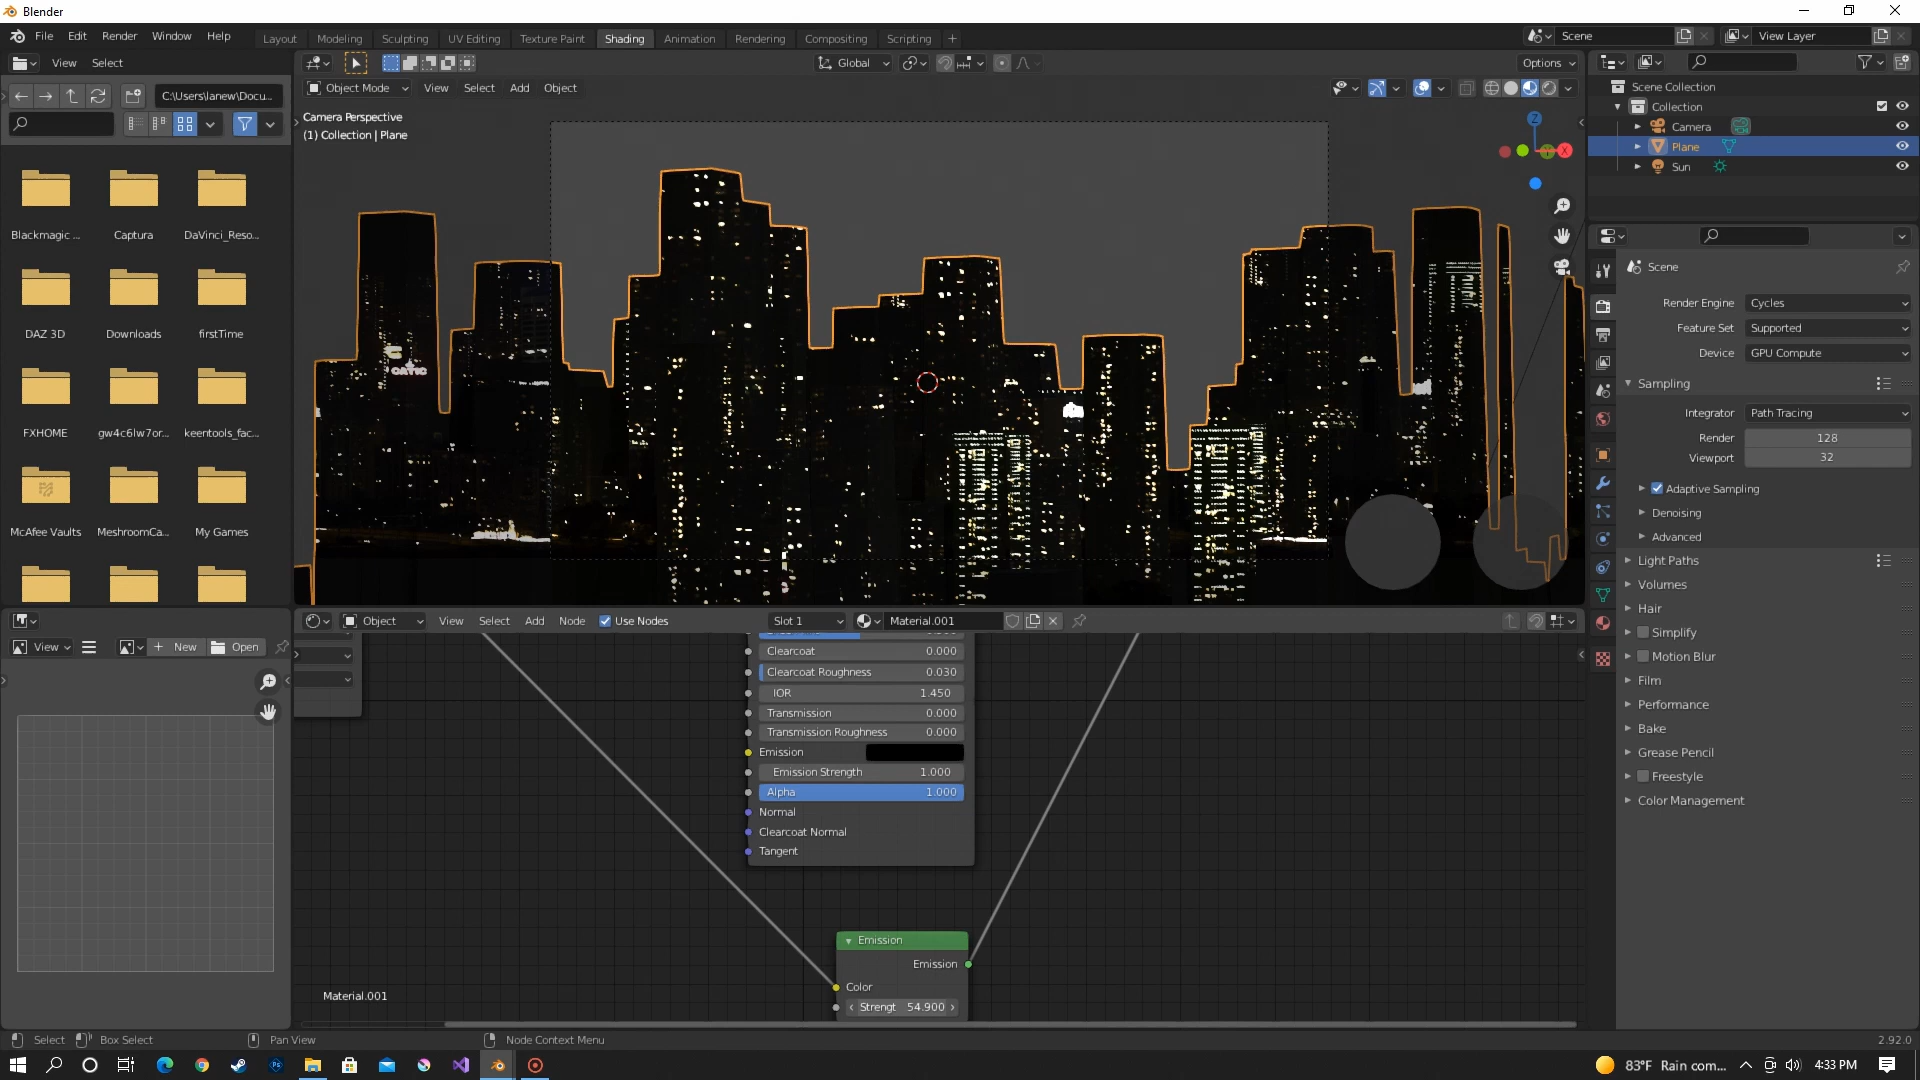 Blender
File Edit Render Window Help
Layout Modeling Sculpting UV Editing Texture Paint Shading Animation Rendering Compositing Scripting +
Scene
View Layer
View Select
Global
Options
C:\Users\lanew\Docu...
Object Mode View Select Add Object
Camera Perspective
(1) Collection | Plane
Z
X
CATIC
Blackmagic ... Captura DaVinci_Reso...
DAZ 3D Downloads firstTime
FXHOME gw4c6lw7or... keentools_fac...
McAfee Vaults MeshroomCa... My Games
Scene Collection
Collection
Camera
Plane
Sun
Scene
Render Engine Cycles
Feature Set Supported
Device GPU Compute
Sampling
Integrator Path Tracing
Render 128
Viewport 32
Adaptive Sampling
Denoising
Advanced
Light Paths
Volumes
Hair
Simplify
Motion Blur
Film
Performance
Bake
Grease Pencil
Freestyle
Color Management
View + New Open
Object View Select Add Node Use Nodes Slot 1 Material.001
Clearcoat 0.000
Clearcoat Roughness 0.030
IOR 1.450
Transmission 0.000
Transmission Roughness 0.000
Emission
Emission Strength 1.000
Alpha 1.000
Normal
Clearcoat Normal
Tangent
Emission
Emission
Color
Strengt 54.900
Material.001
Select Box Select Pan View Node Context Menu 2.92.0
83°F Rain com... 4:33 PM